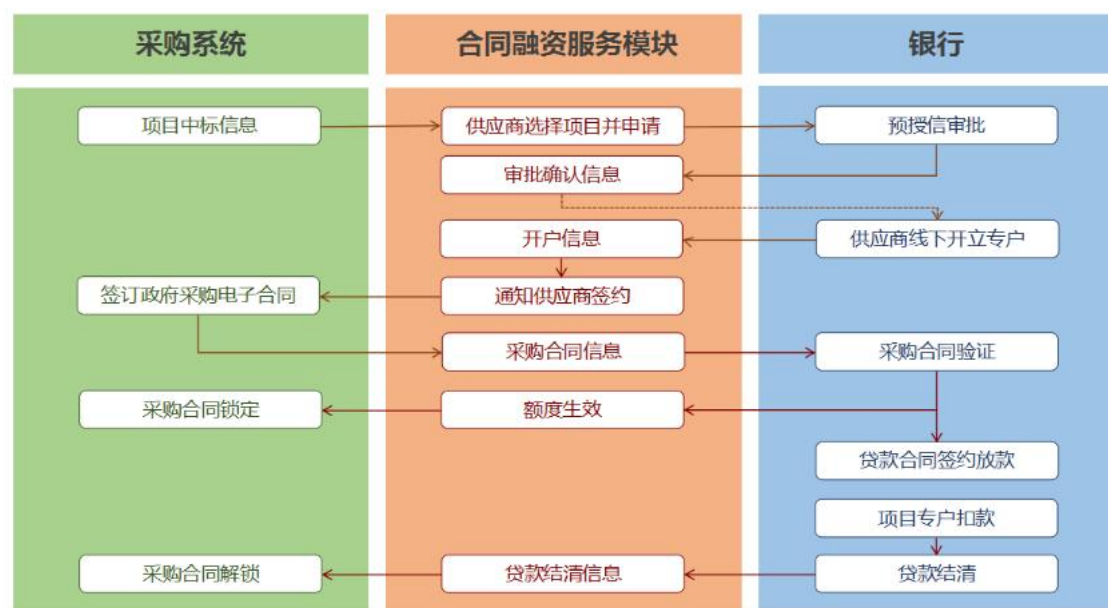 采购系统
合同融资服务模块
银行
项目中标信息
供应商选择项目并申请
预授信审批
审批确认信息
开户信息
供应商线下开立专户
签订政府采购电子合同
通知供应商签约
采购合同信息
采购合同验证
采购合同锁定
额度生效
贷款合同签约放款
项目专户扣款
采购合同解锁
贷款结清信息
贷款结清